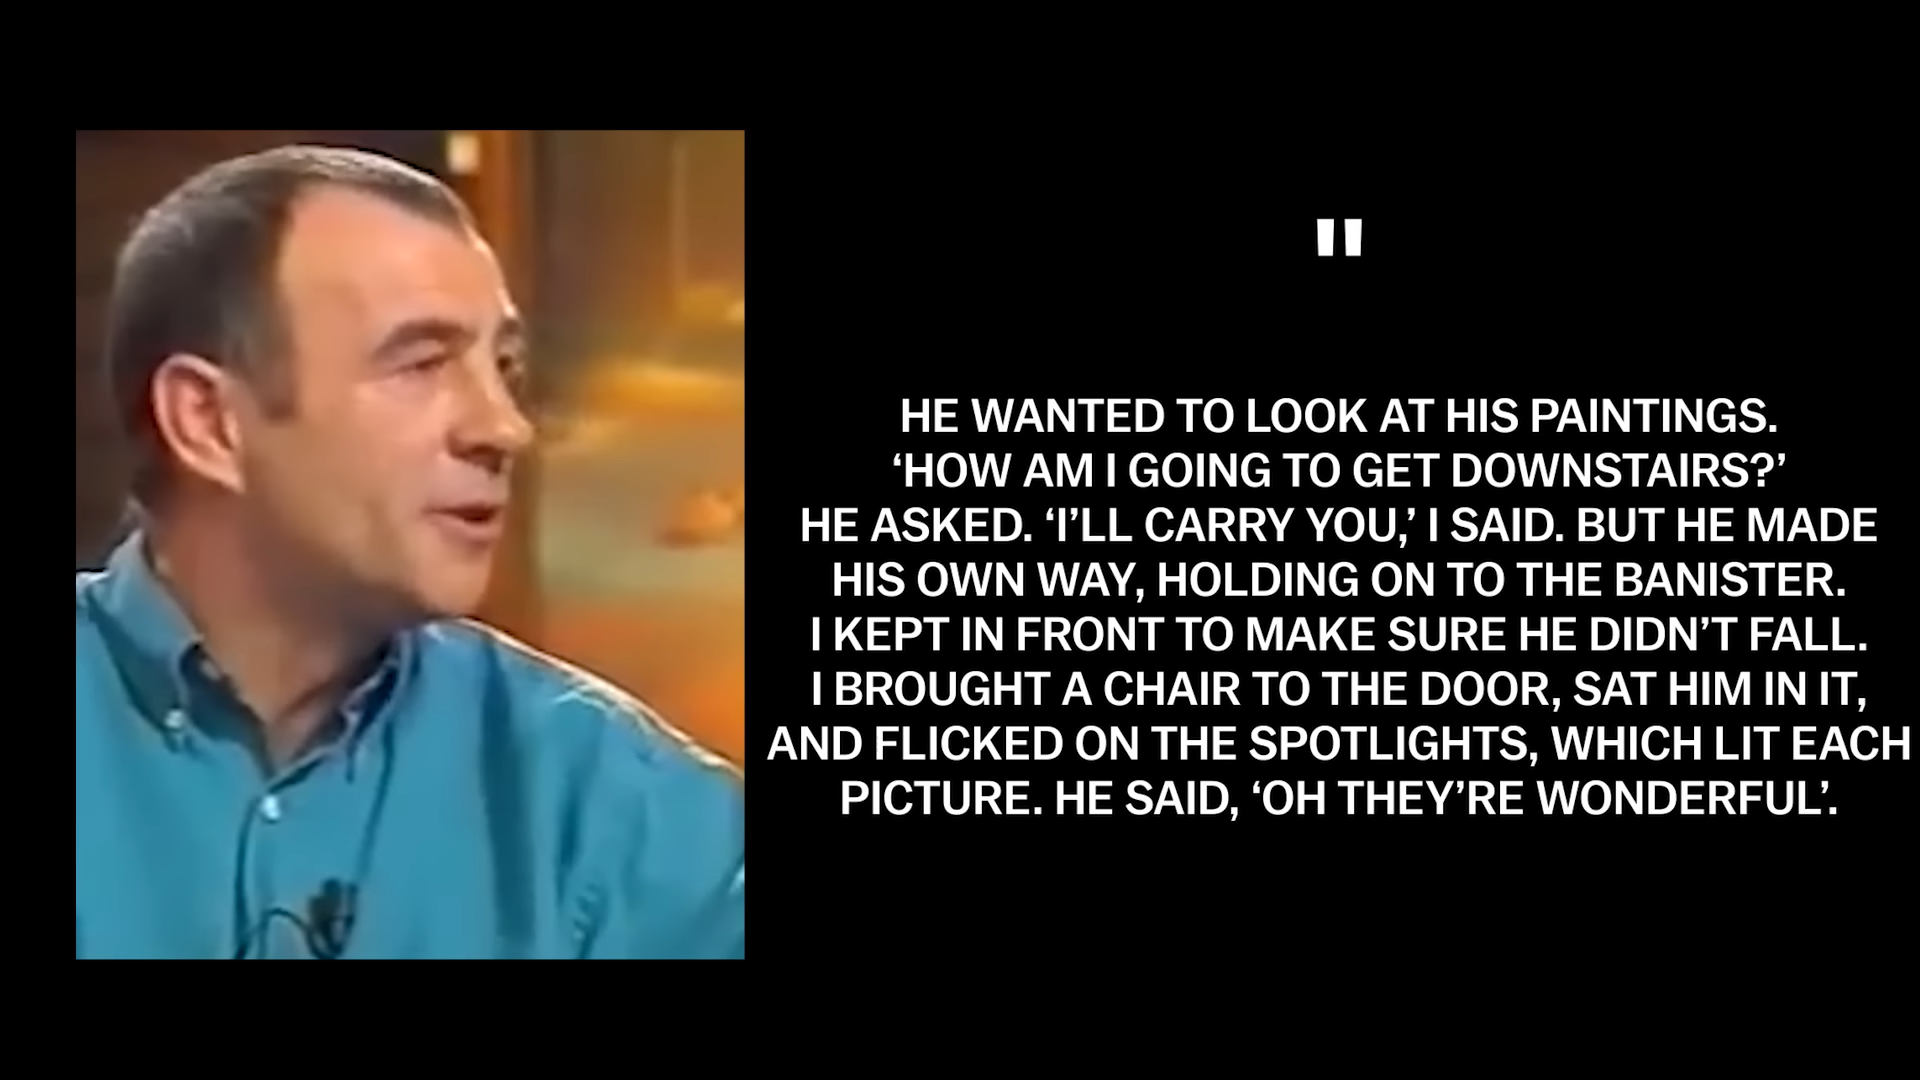 "
HE WANTED TO LOOK AT HIS PAINTINGS.
‘HOW AM I GOING TO GET DOWNSTAIRS?’
HE ASKED. ‘I’LL CARRY YOU,’ I SAID. BUT HE MADE
HIS OWN WAY, HOLDING ON TO THE BANISTER.
I KEPT IN FRONT TO MAKE SURE HE DIDN’T FALL.
I BROUGHT A CHAIR TO THE DOOR, SAT HIM IN IT,
AND FLICKED ON THE SPOTLIGHTS, WHICH LIT EACH
PICTURE. HE SAID, ‘OH THEY’RE WONDERFUL’.